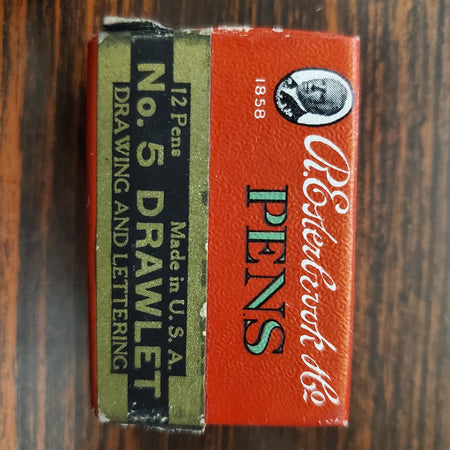 R. Esterbrook & Co
1858
PENS
12 Pens Made in U. S. A.
No. 5 DRAWLET
DRAWING AND LETTERING